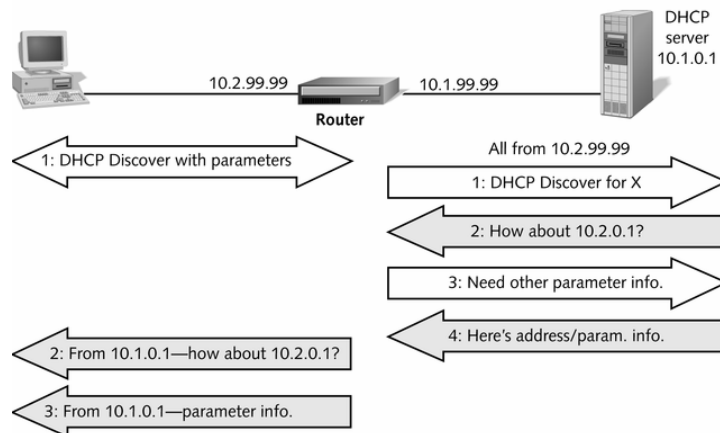 DHCP
server
10.1.0.1
10.2.99.99
10.1.99.99
Router
All from 10.2.99.99
1: DHCP Discover with parameters
1: DHCP Discover for X
2: How about 10.2.0.1?
3: Need other parameter info.
4: Here's address/param. info.
2: From 10.1.0.1—how about 10.2.0.1?
3: From 10.1.0.1—parameter info.